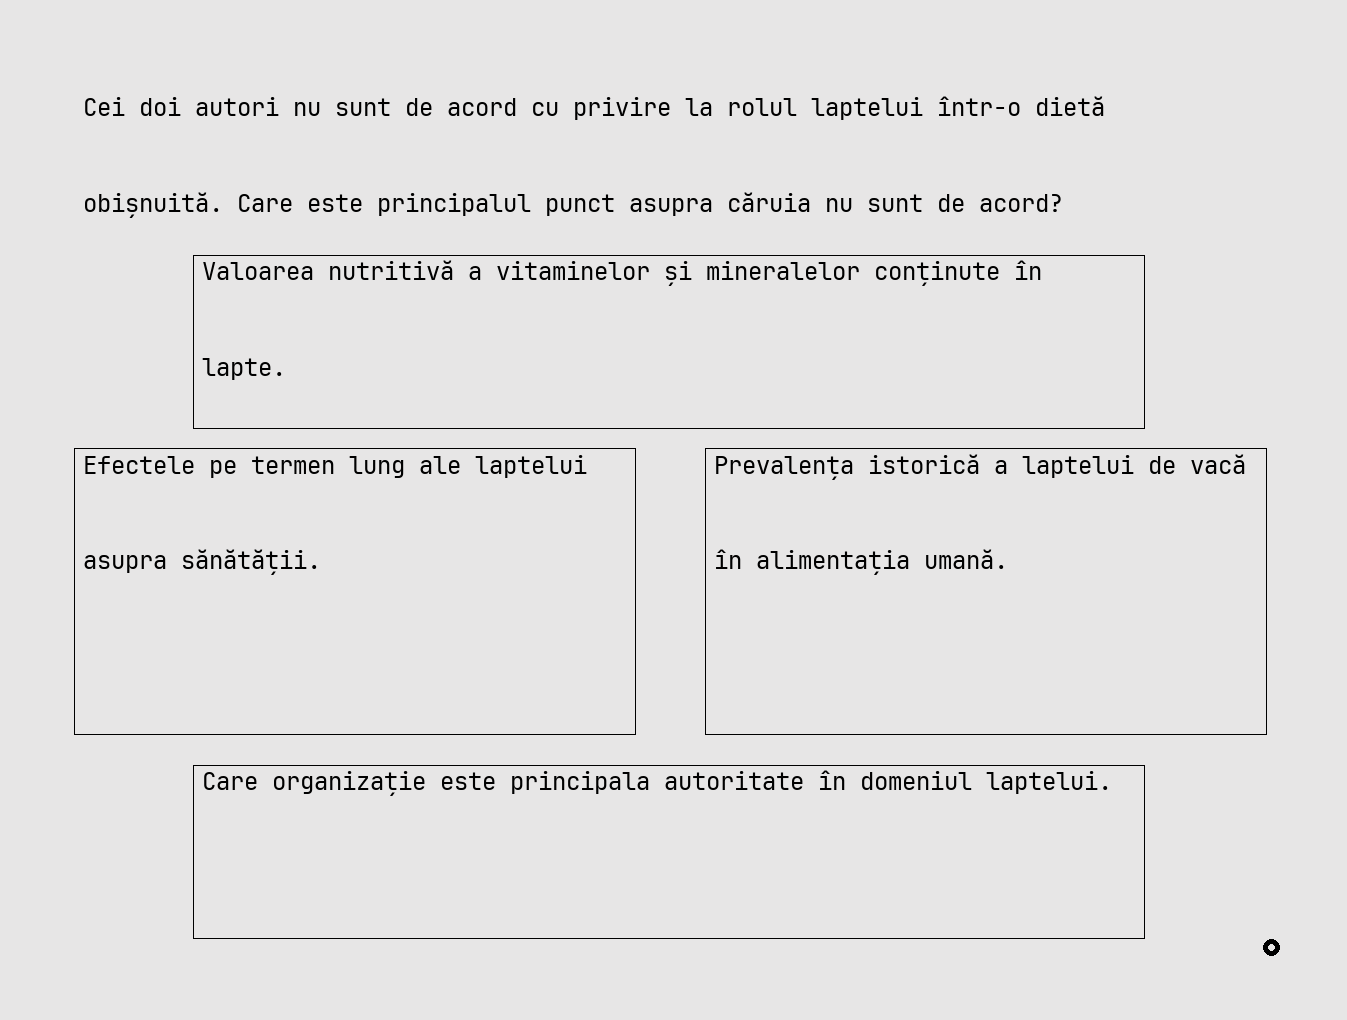 Cei doi autori nu sunt de acord cu privire la rolul laptelui într-o dietă
obișnuită. Care este principalul punct asupra căruia nu sunt de acord?
Valoarea nutritivă a vitaminelor și mineralelor conținute în
lapte.
Efectele pe termen lung ale laptelui
asupra sănătății.
Prevalența istorică a laptelui de vacă
în alimentația umană.
Care organizație este principala autoritate în domeniul laptelui.